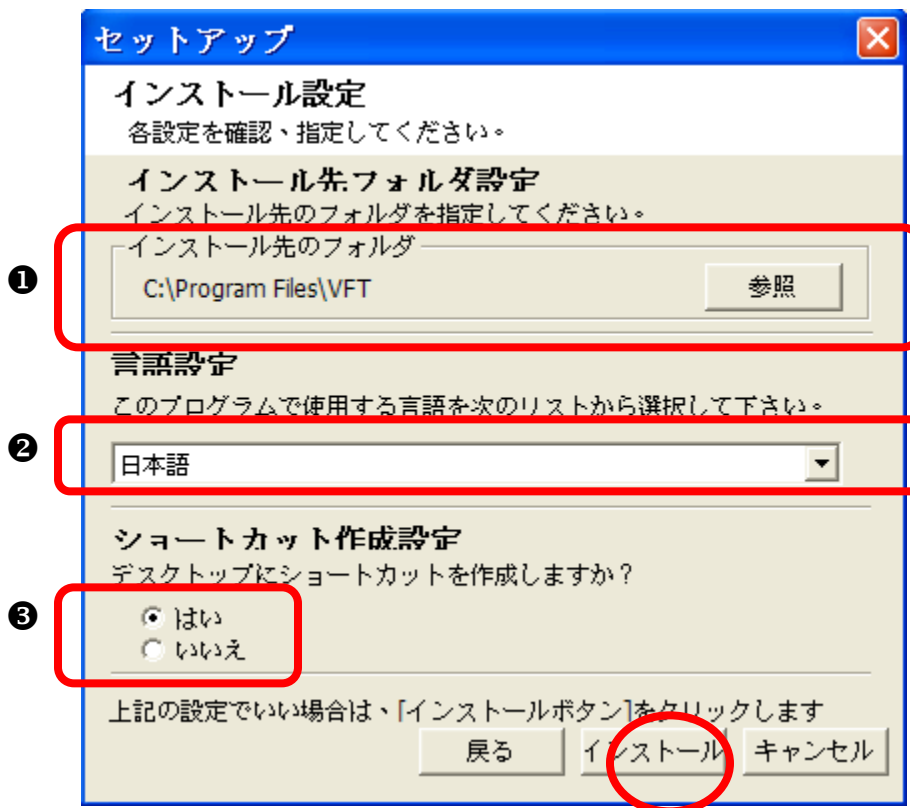 セットアップ
インストール設定
各設定を確認、指定してください。
インストール先フォルダ設定
インストール先のフォルダを指定してください。
インストール先のフォルダ
❶
C:\Program Files\VFT 参照
言語設定
このプログラムで使用する言語を次のリストから選択して下さい。
❷
日本語
ショートカット作成設定
デスクトップにショートカットを作成しますか？
❸
はい
いいえ
上記の設定でいい場合は、「インストールボタン」をクリックします
戻る インストール キャンセル